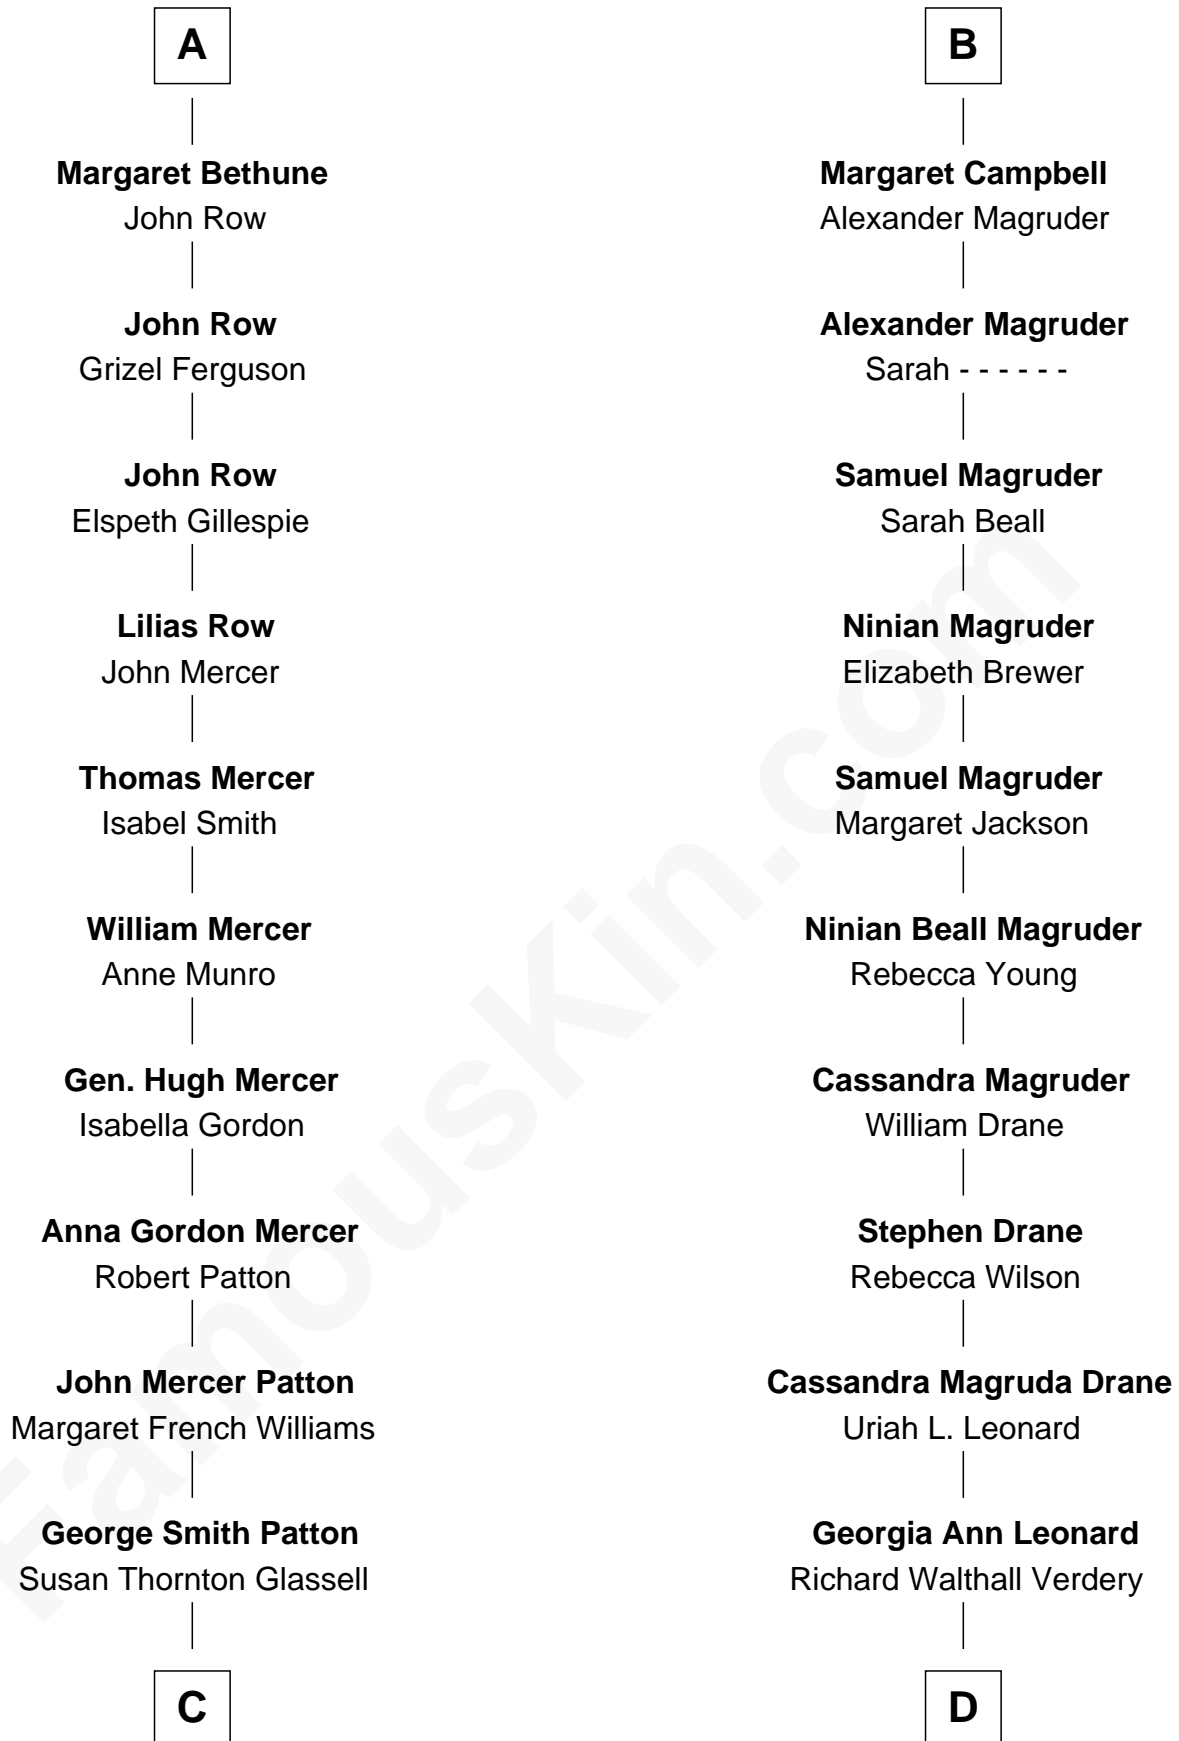 A
Margaret Bethune
John Row
John Row
Grizel Ferguson
John Row
Elspeth Gillespie
Lilias Row
John Mercer
Thomas Mercer
Isabel Smith
William Mercer
Anne Munro
Gen. Hugh Mercer
Isabella Gordon
Anna Gordon Mercer
Robert Patton
John Mercer Patton
Margaret French Williams
George Smith Patton
Susan Thornton Glassell
C
B
Margaret Campbell
Alexander Magruder
Alexander Magruder
Sarah - - - - - -
Samuel Magruder
Sarah Beall
Ninian Magruder
Elizabeth Brewer
Samuel Magruder
Margaret Jackson
Ninian Beall Magruder
Rebecca Young
Cassandra Magruder
William Drane
Stephen Drane
Rebecca Wilson
Cassandra Magruda Drane
Uriah L. Leonard
Georgia Ann Leonard
Richard Walthall Verdery
D
FamousKin.com